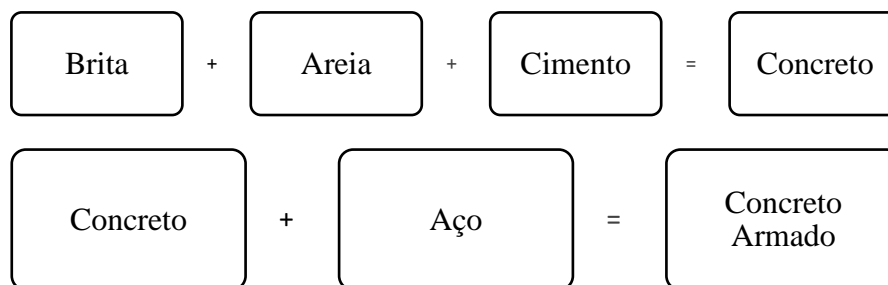 Brita + Areia + Cimento = Concreto
Concreto + Aço = Concreto
Armado